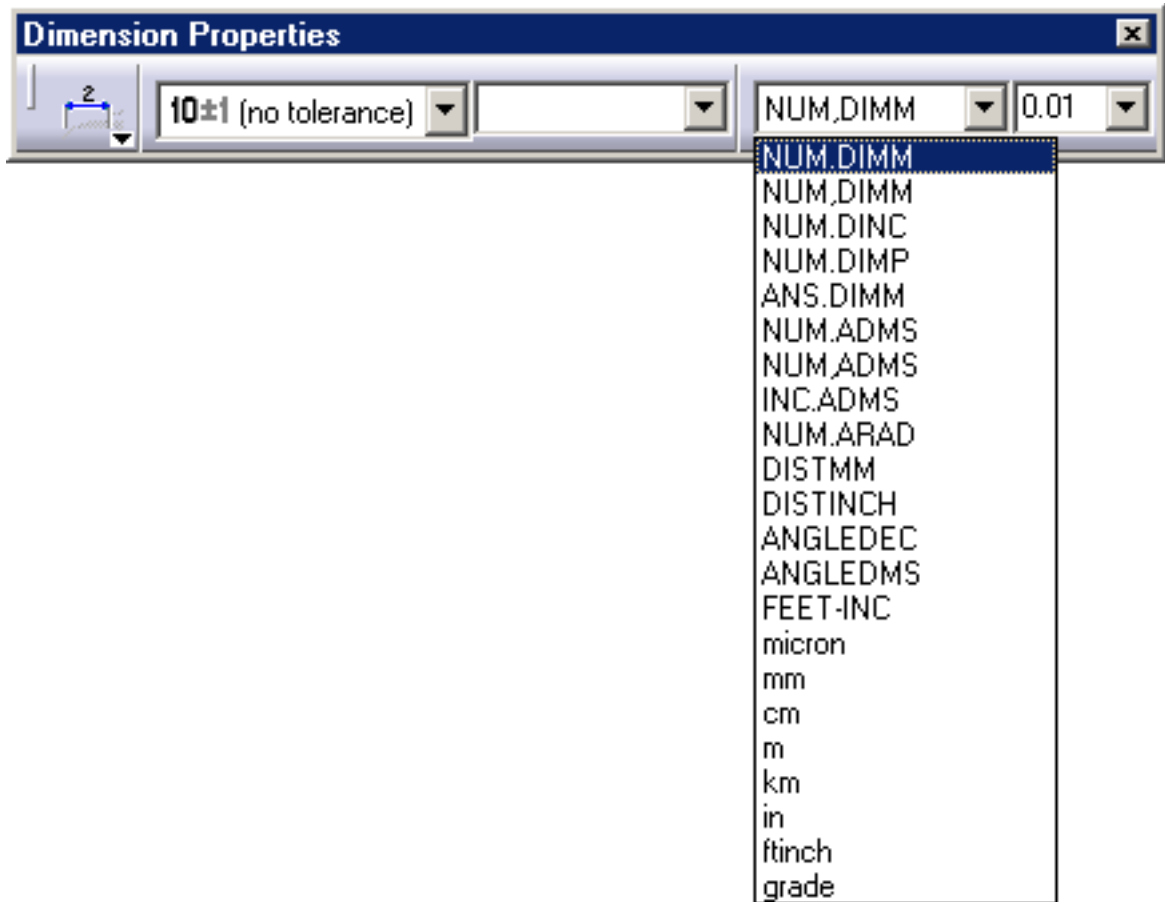 Dimension Properties
2
10±1 (no tolerance) NUM,DIMM 0.01
NUM.DIMM
NUM,DIMM
NUM.DINC
NUM.DIMP
ANS.DIMM
NUM.ADMS
NUM,ADMS
INC.ADMS
NUM.ARAD
DISTMM
DISTINCH
ANGLEDEC
ANGLEDMS
FEET-INC
micron
mm
cm
m
km
in
ftinch
grade